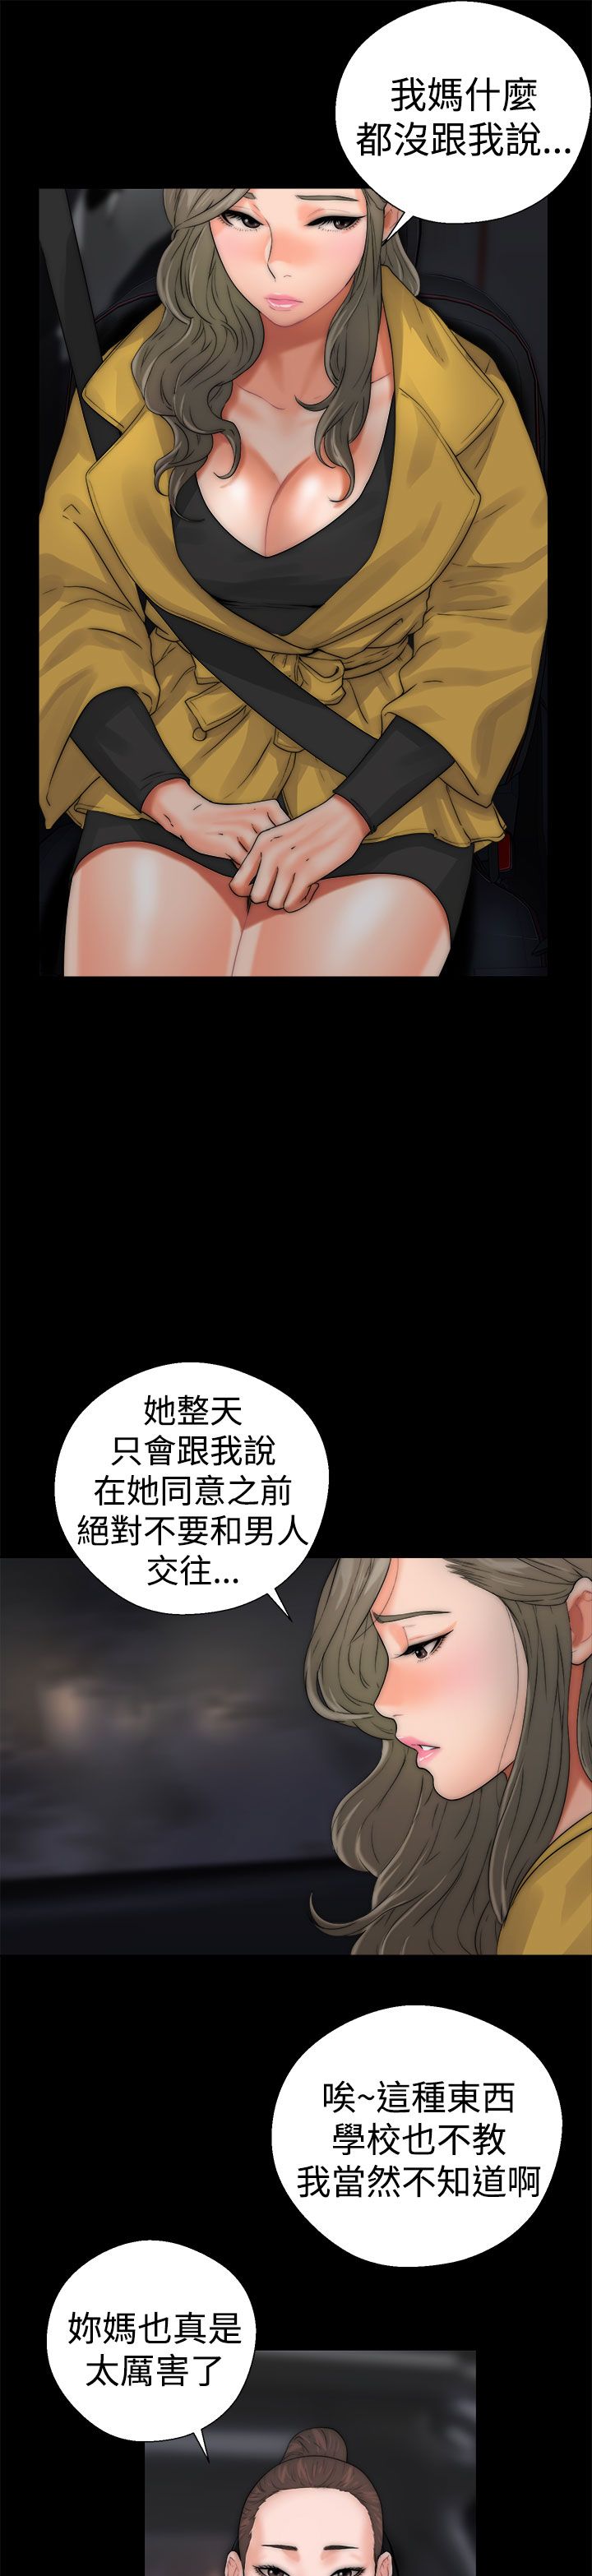 我媽什麼
都沒跟我說...
她整天
只會跟我說
在她同意之前
絕對不要和男人
交往...
唉~這種東西
學校也不教
我當然不知道啊
妳媽也真是
太厲害了